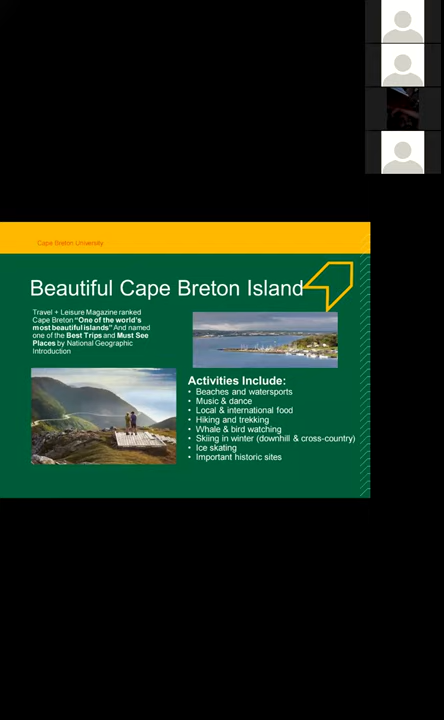 Cape Breton University
Beautiful Cape Breton Island
Travel + Leisure Magazine ranked
Cape Breton “One of the world's
most beautiful islands” And named
one of the Best Trips and Must See
Places by National Geographic
Introduction
Activities Include:
• Beaches and watersports
• Music & dance
• Local & international food
• Hiking and trekking
• Whale & bird watching
• Skiing in winter (downhill & cross-country)
• Ice skating
• Important historic sites